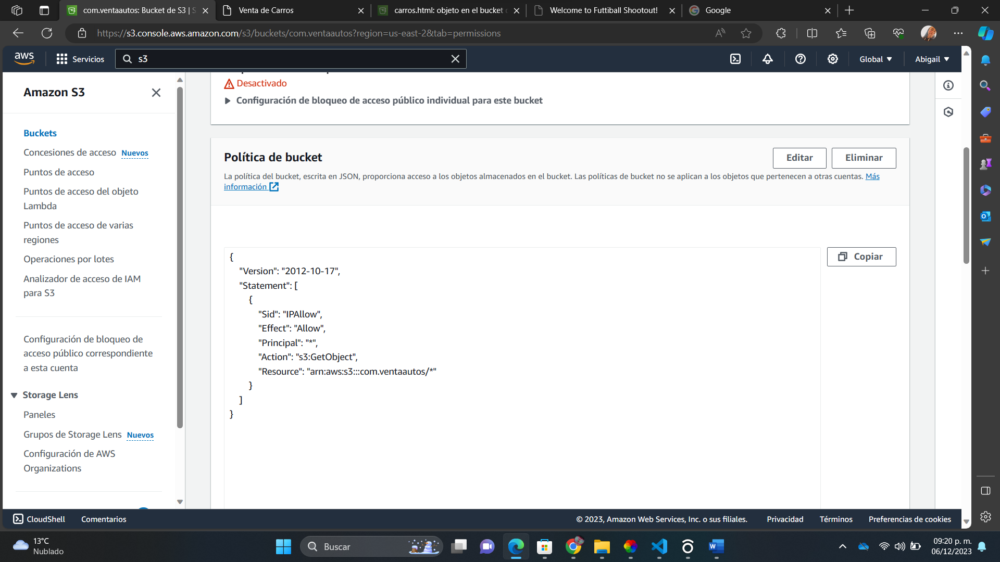 com.ventaautos: Bucket de S3 | S
Venta de Carros
carros.html: objeto en el bucket
Welcome to Futtiball Shootout!
Google
https://s3.console.aws.amazon.com/s3/buckets/com.ventaautos?region=us-east-2&tab=permissions
aws
Servicios
s3
Global
Abigail
Amazon S3
Buckets
Concesiones de acceso Nuevos
Puntos de acceso
Puntos de acceso del objeto
Lambda
Puntos de acceso de varias
regiones
Operaciones por lotes
Analizador de acceso de IAM
para S3
Configuración de bloqueo de
acceso público correspondiente
a esta cuenta
Storage Lens
Paneles
Grupos de Storage Lens Nuevos
Configuración de AWS
Organizations
Desactivado
Configuración de bloqueo de acceso público individual para este bucket
Política de bucket
Editar
Eliminar
La política del bucket, escrita en JSON, proporciona acceso a los objetos almacenados en el bucket. Las políticas de bucket no se aplican a los objetos que pertenecen a otras cuentas. Más
información
Copiar
{
"Version": "2012-10-17",
"Statement": [
{
"Sid": "IPAllow",
"Effect": "Allow",
"Principal": "*",
"Action": "s3:GetObject",
"Resource": "arn:aws:s3:::com.ventaautos/*"
}
]
}
CloudShell
Comentarios
© 2023, Amazon Web Services, Inc. o sus filiales.
Privacidad
Términos
Preferencias de cookies
13°C
Nublado
Buscar
09:20 p. m.
06/12/2023